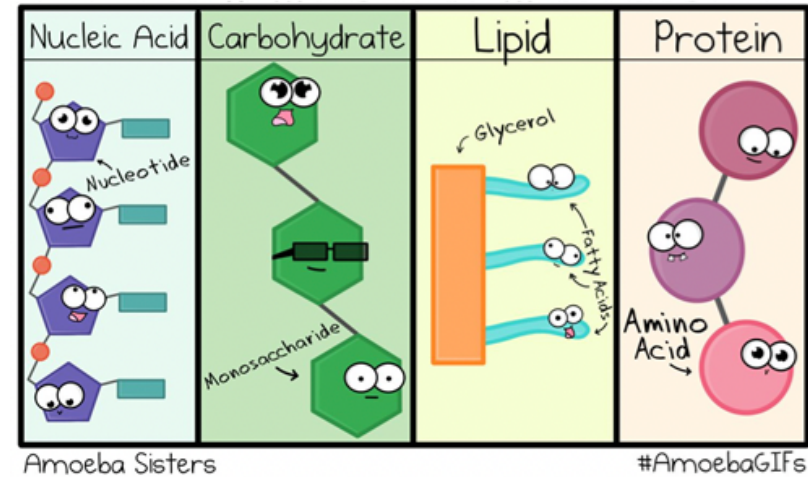 Nucleic Acid
Carbohydrate
Lipid
Protein
Nucleotide
Monosaccharide
Glycerol
Fatty Acids
Amino
Acid
Amoeba Sisters
#AmoebaGIFs